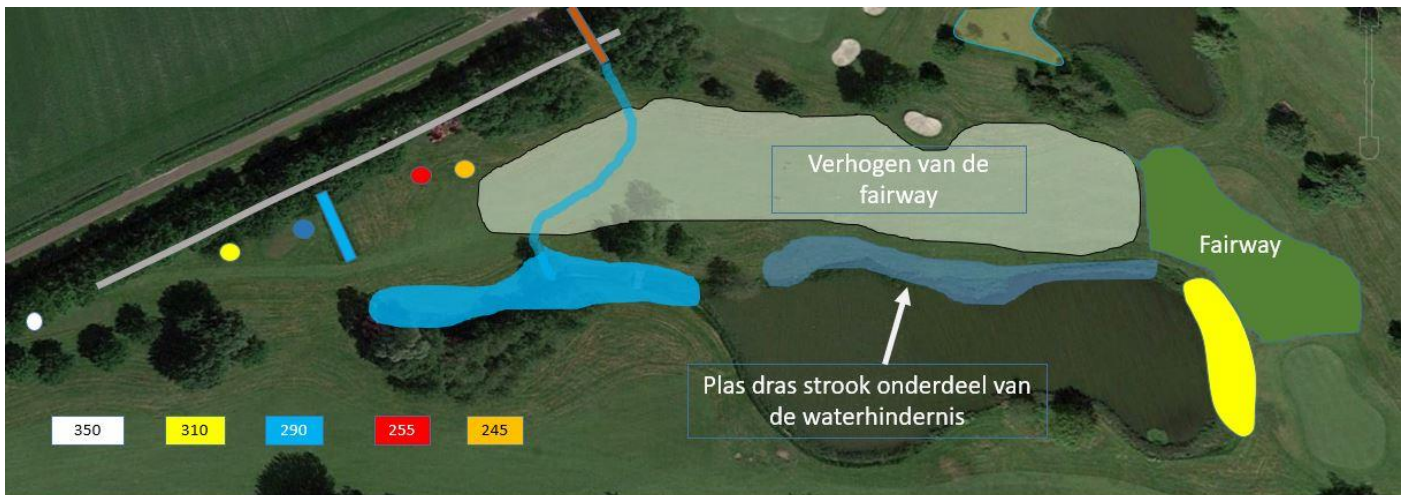 Verhogen van de
fairway
Fairway
Plas dras strook onderdeel van
de waterhindernis
350
310
290
255
245